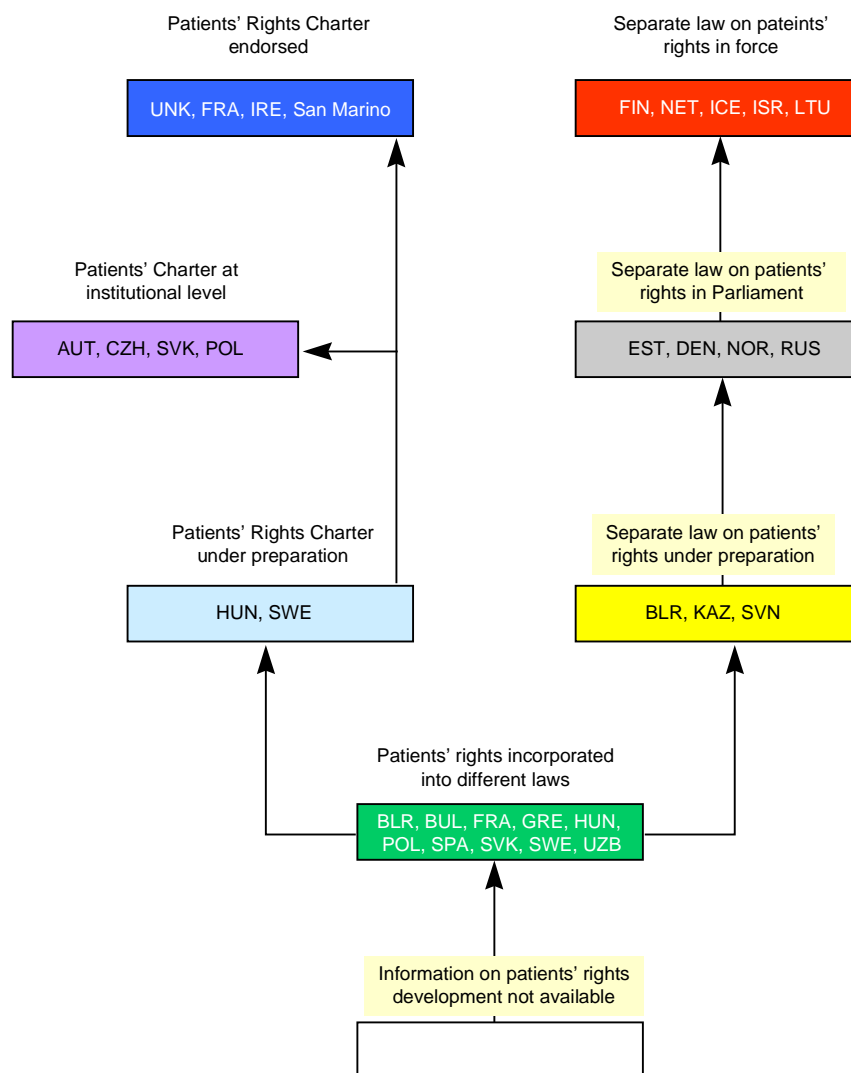 Patients’ Rights Charter
endorsed
Separate law on pateints’
rights in force
UNK, FRA, IRE, San Marino
FIN, NET, ICE, ISR, LTU
Patients’ Charter at
institutional level
Separate law on patients’
rights in Parliament
AUT, CZH, SVK, POL
EST, DEN, NOR, RUS
Patients’ Rights Charter
under preparation
Separate law on patients’
rights under preparation
HUN, SWE
BLR, KAZ, SVN
Patients’ rights incorporated
into different laws
BLR, BUL, FRA, GRE, HUN,
POL, SPA, SVK, SWE, UZB
Information on patients’ rights
development not available